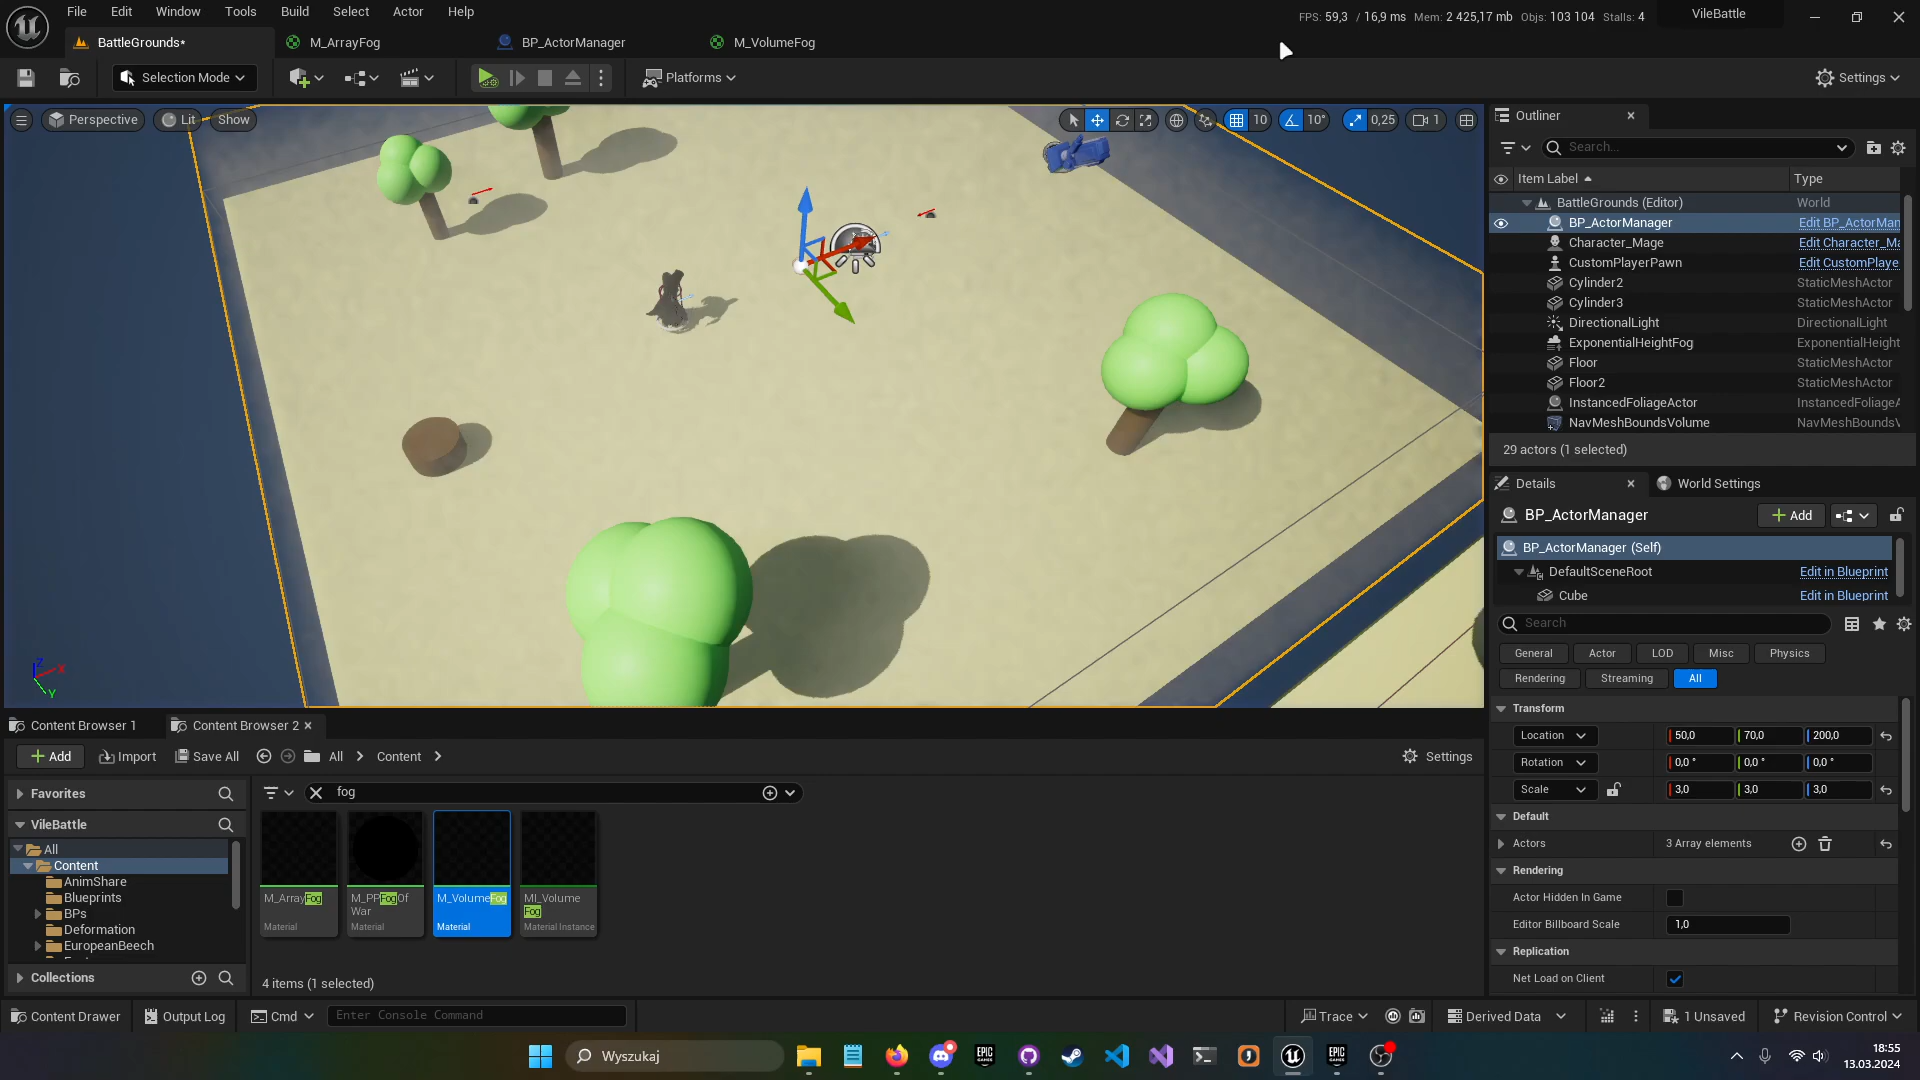 File Edit Window Tools Build Select Actor Help
FPS: 59,3 / 16,9 ms Mem: 2 425,17 mb Objs: 103 104 Stalls: 4
VileBattle
BattleGrounds*
M_ArrayFog
BP_ActorManager
M_VolumeFog
Selection Mode
Platforms
Settings
Perspective
Lit
Show
10
10°
0,25
1
Outliner
Search...
Item Label
Type
BattleGrounds (Editor) World
BP_ActorManager Edit BP_ActorMan
Character_Mage Edit Character_Ma
CustomPlayerPawn Edit CustomPlaye
Cylinder2 StaticMeshActor
Cylinder3 StaticMeshActor
DirectionalLight DirectionalLight
ExponentialHeightFog ExponentialHeight
Floor StaticMeshActor
Floor2 StaticMeshActor
InstancedFoliageActor InstancedFoliageA
NavMeshBoundsVolume NavMeshBoundsV
29 actors (1 selected)
Details
World Settings
BP_ActorManager
Add
BP_ActorManager (Self)
DefaultSceneRoot Edit in Blueprint
Cube Edit in Blueprint
Search
General Actor LOD Misc Physics
Rendering Streaming All
Transform
Location 50,0 70,0 200,0
Rotation 0,0 ° 0,0 ° 0,0 °
Scale 3,0 3,0 3,0
Default
Actors 3 Array elements
Rendering
Actor Hidden In Game
Editor Billboard Scale 1,0
Replication
Net Load on Client
Z
X
Y
Content Browser 1
Content Browser 2
Add
Import
Save All
All
Content
Settings
Favorites
VileBattle
All
Content
AnimShare
Blueprints
BPs
Deformation
EuropeanBeech
Collections
fog
M_ArrayFog
Material
M_PPFogOf
War
Material
M_VolumeFog
Material
MI_Volume
Fog
Material Instance
4 items (1 selected)
Content Drawer
Output Log
Cmd
Enter Console Command
Trace
Derived Data
1 Unsaved
Revision Control
Wyszukaj
EPIC
GAMES
EPIC
GAMES
18:55
13.03.2024